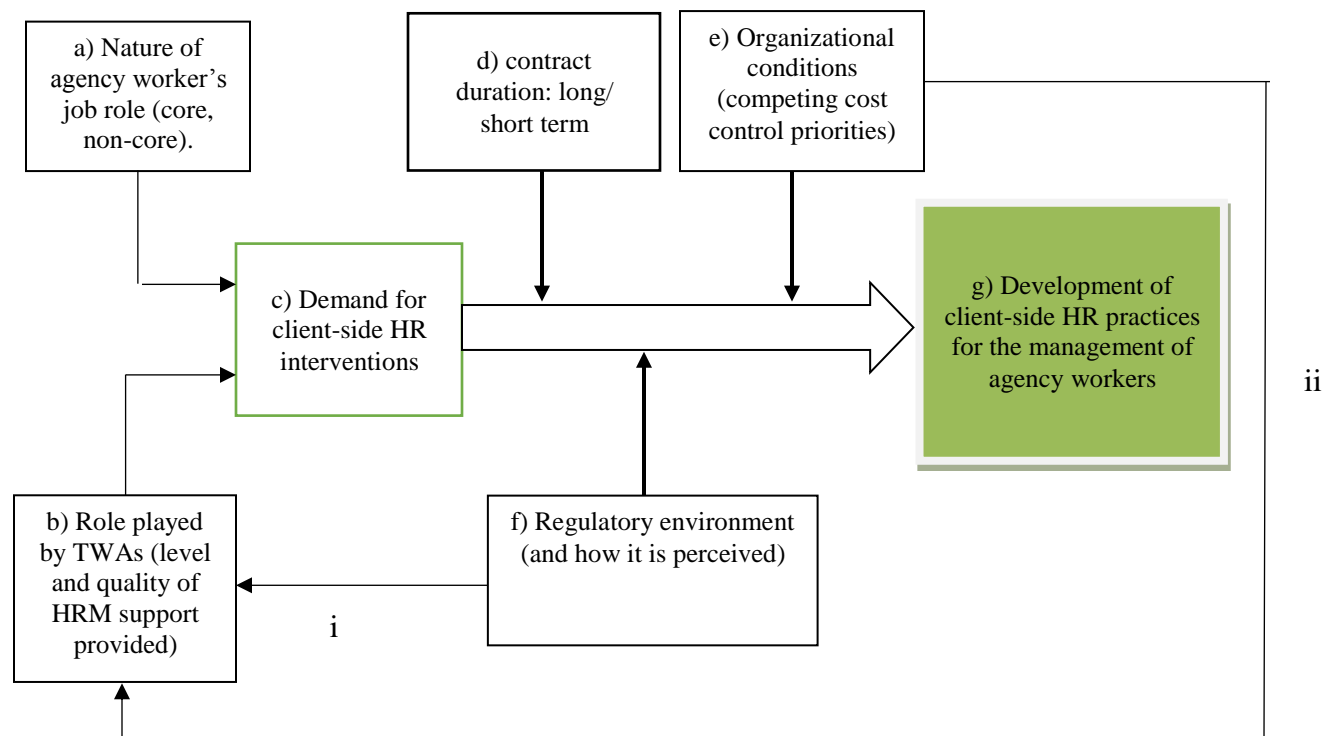 a) Nature of
agency worker’s
job role (core,
non-core).
d) contract
duration: long/
short term
e) Organizational
conditions
(competing cost
control priorities)
c) Demand for
client-side HR
interventions
g) Development of
client-side HR practices
for the management of
agency workers
ii
b) Role played
by TWAs (level
and quality of
HRM support
provided)
f) Regulatory environment
(and how it is perceived)
i